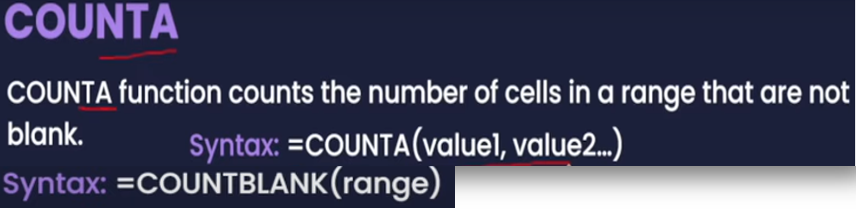 COUNTA
COUNTA function counts the number of cells in a range that are not
blank.
Syntax: =COUNTA(value1, value2...)
Syntax: =COUNTBLANK(range)